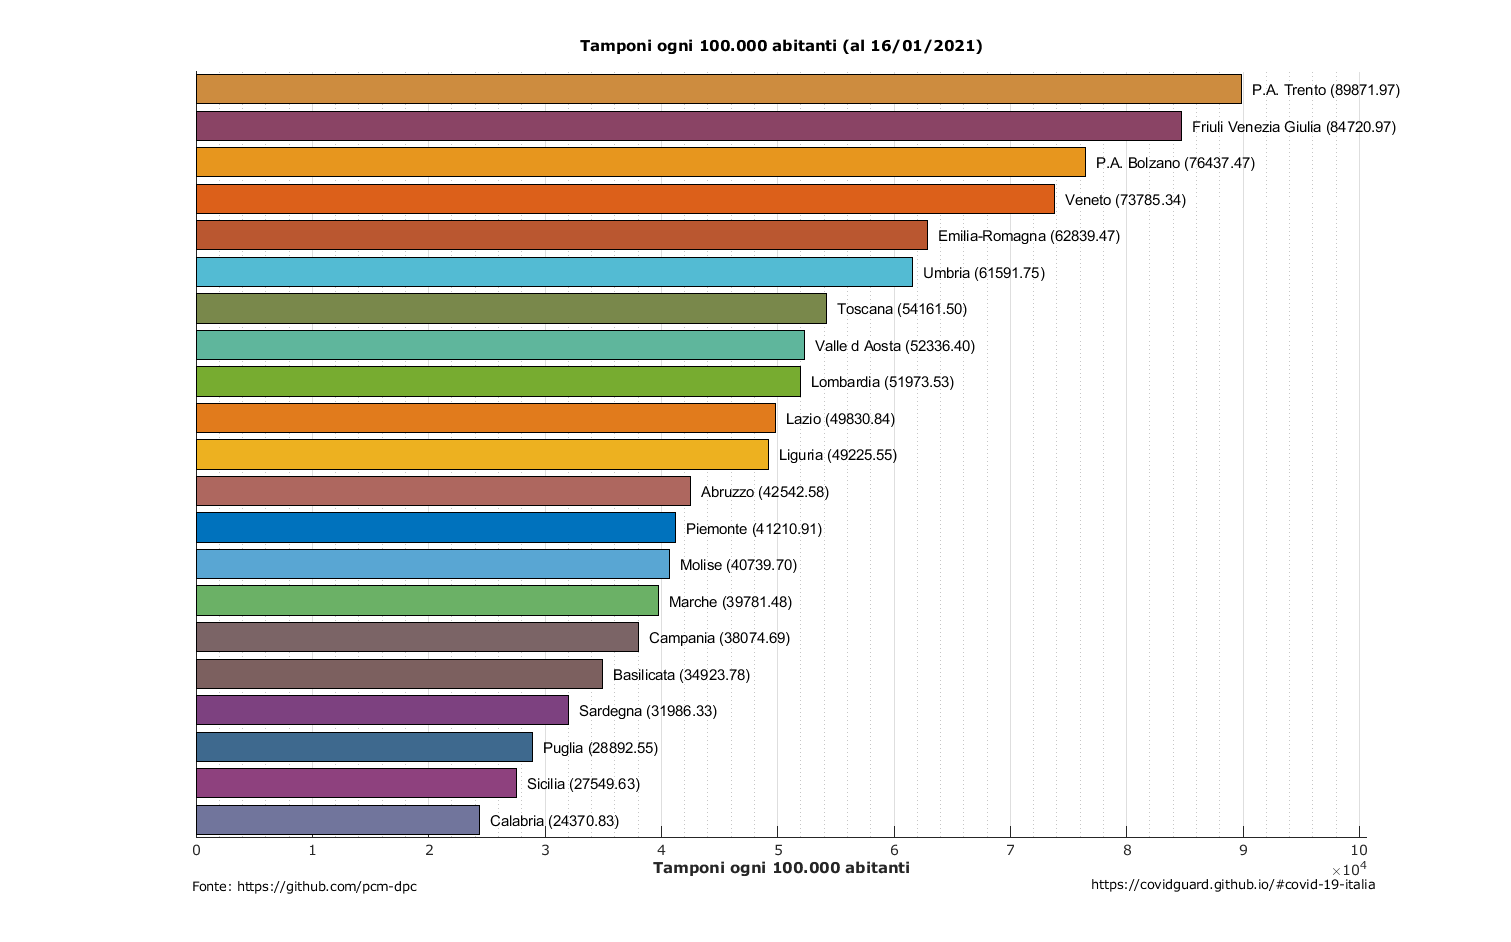 Tamponi ogni 100.000 abitanti (al 16/01/2021)
P.A. Trento (89871.97)
Friuli Venezia Giulia (84720.97)
P.A. Bolzano (76437.47)
Veneto (73785.34)
Emilia-Romagna (62839.47)
Umbria (61591.75)
Toscana (54161.50)
Valle d Aosta (52336.40)
Lombardia (51973.53)
Lazio (49830.84)
Liguria (49225.55)
Abruzzo (42542.58)
Piemonte (41210.91)
Molise (40739.70)
Marche (39781.48)
Campania (38074.69)
Basilicata (34923.78)
Sardegna (31986.33)
Puglia (28892.55)
Sicilia (27549.63)
Calabria (24370.83)
0 1 2 3 4 5 6 7 8 9 10
×10⁴
Tamponi ogni 100.000 abitanti
Fonte: https://github.com/pcm-dpc
https://covidguard.github.io/#covid-19-italia